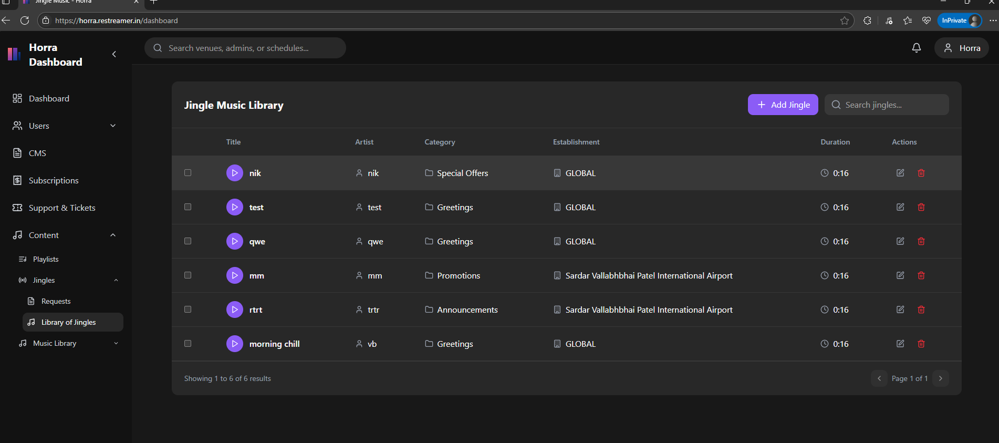 Jingle Music - Horra
https://horra.restreamer.in/dashboard
InPrivate
Horra Dashboard
Search venues, admins, or schedules...
Horra
Dashboard
Users
CMS
Subscriptions
Support & Tickets
Content
Playlists
Jingles
Requests
Library of Jingles
Music Library
Jingle Music Library
Add Jingle
Search jingles...
Title Artist Category Establishment Duration Actions
nik nik Special Offers GLOBAL 0:16
test test Greetings GLOBAL 0:16
qwe qwe Greetings GLOBAL 0:16
mm mm Promotions Sardar Vallabhbhai Patel International Airport 0:16
rtrt trtr Announcements Sardar Vallabhbhai Patel International Airport 0:16
morning chill vb Greetings GLOBAL 0:16
Showing 1 to 6 of 6 results
Page 1 of 1